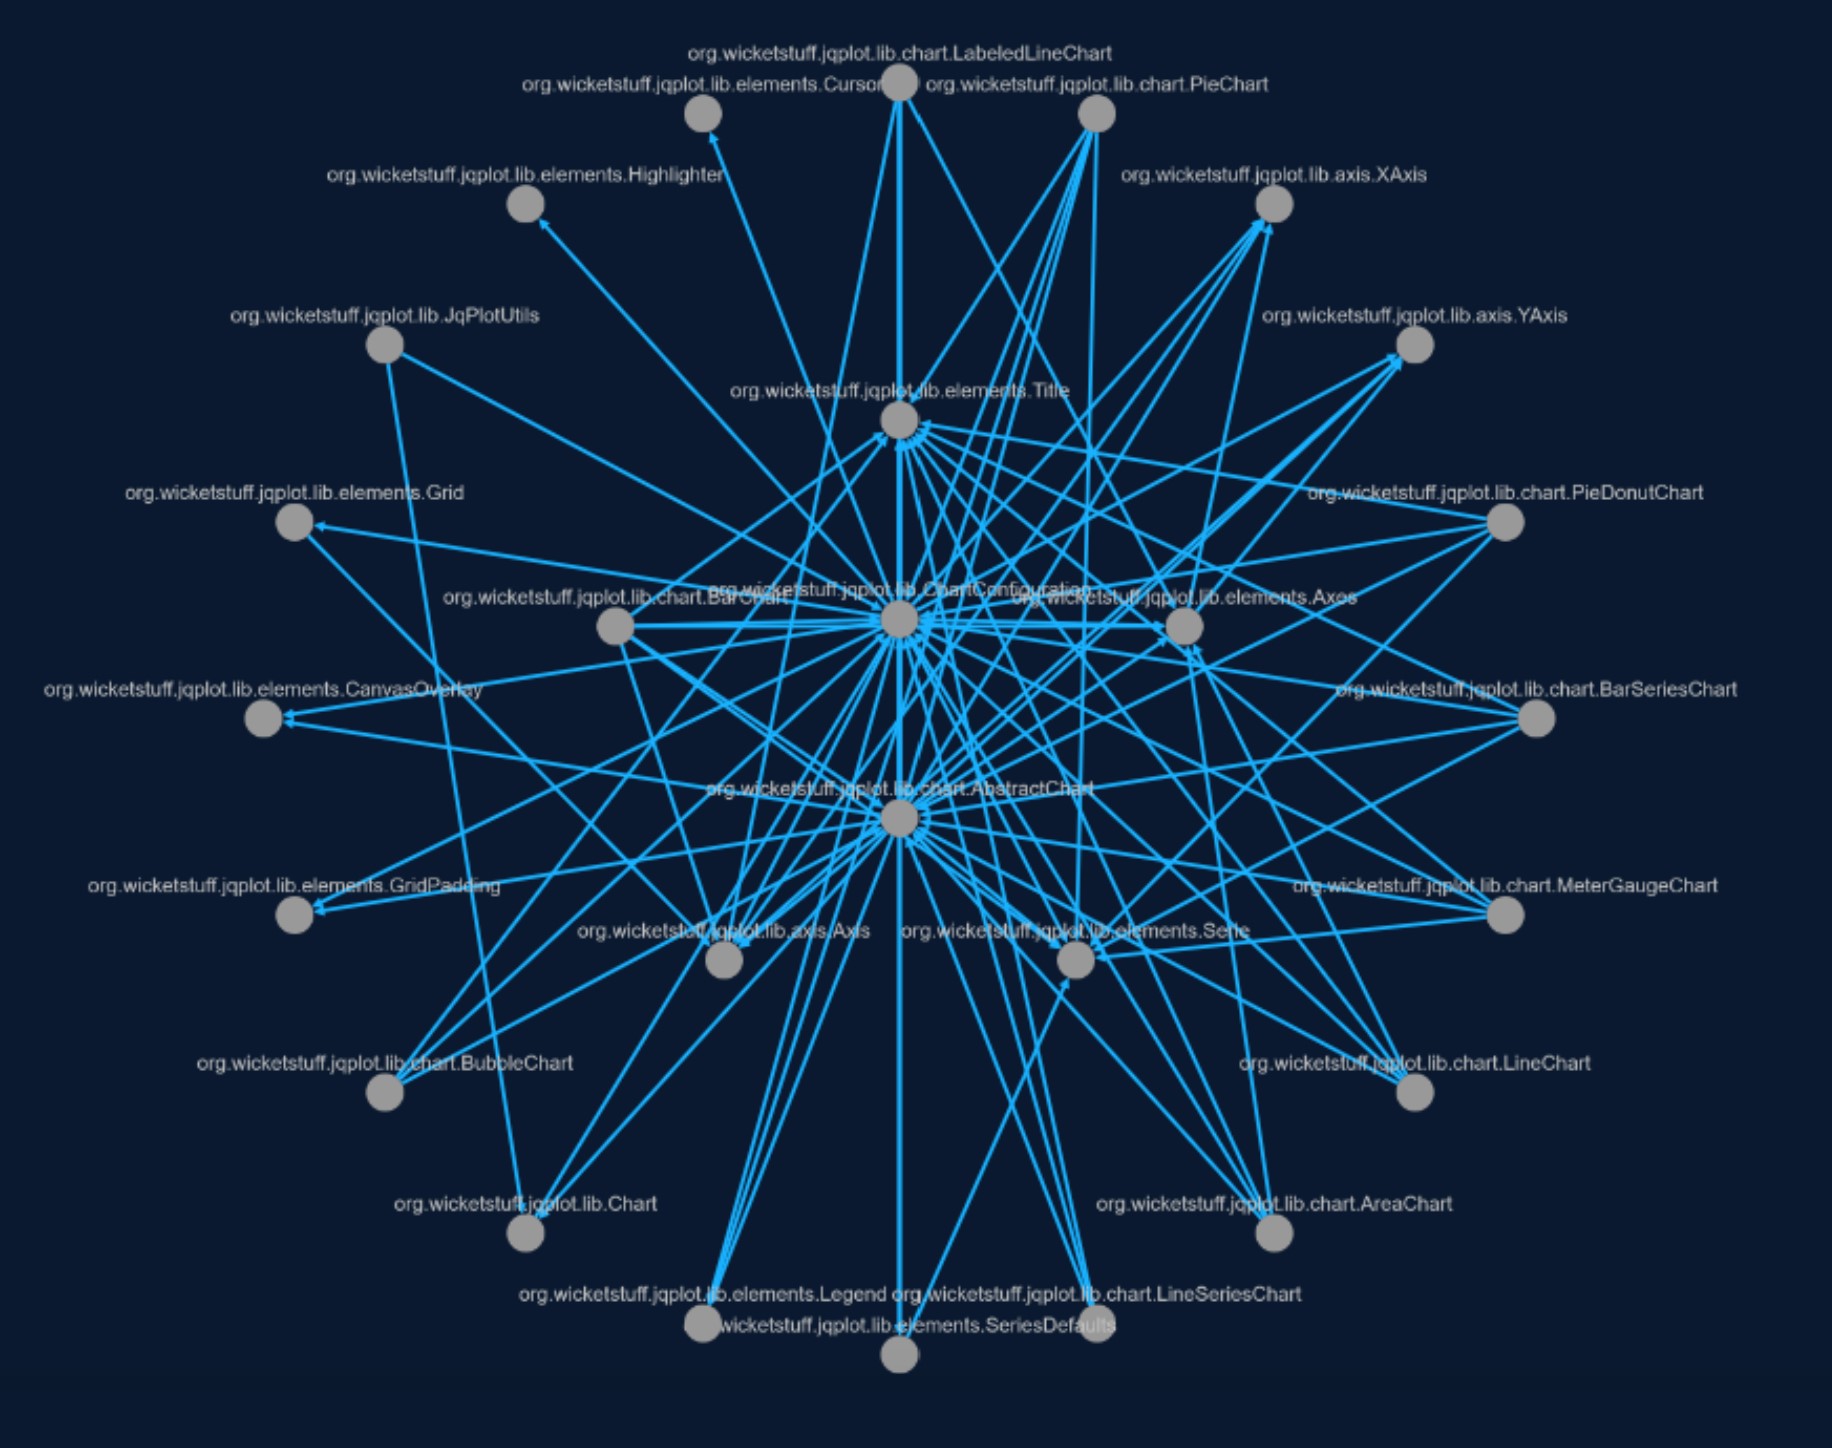 org.wicketstuff.jqplot.lib.chart.LabeledLineChart
org.wicketstuff.jqplot.lib.elements.Cursor
org.wicketstuff.jqplot.lib.chart.PieChart
org.wicketstuff.jqplot.lib.elements.Highlighter
org.wicketstuff.jqplot.lib.axis.XAxis
org.wicketstuff.jqplot.lib.JqPlotUtils
org.wicketstuff.jqplot.lib.axis.YAxis
org.wicketstuff.jqplot.lib.elements.Title
org.wicketstuff.jqplot.lib.elements.Grid
org.wicketstuff.jqplot.lib.chart.PieDonutChart
org.wicketstuff.jqplot.lib.chart.BarChart
org.wicketstuff.jqplot.lib.ChartConfiguration
org.wicketstuff.jqplot.lib.elements.Axes
org.wicketstuff.jqplot.lib.elements.CanvasOverlay
org.wicketstuff.jqplot.lib.chart.BarSeriesChart
org.wicketstuff.jqplot.lib.chart.AbstractChart
org.wicketstuff.jqplot.lib.elements.GridPadding
org.wicketstuff.jqplot.lib.chart.MeterGaugeChart
org.wicketstuff.jqplot.lib.axis.Axis
org.wicketstuff.jqplot.lib.elements.Serie
org.wicketstuff.jqplot.lib.chart.BubbleChart
org.wicketstuff.jqplot.lib.chart.LineChart
org.wicketstuff.jqplot.lib.Chart
org.wicketstuff.jqplot.lib.chart.AreaChart
org.wicketstuff.jqplot.lib.elements.Legend
org.wicketstuff.jqplot.lib.chart.LineSeriesChart
wicketstuff.jqplot.lib.elements.SeriesDefaults